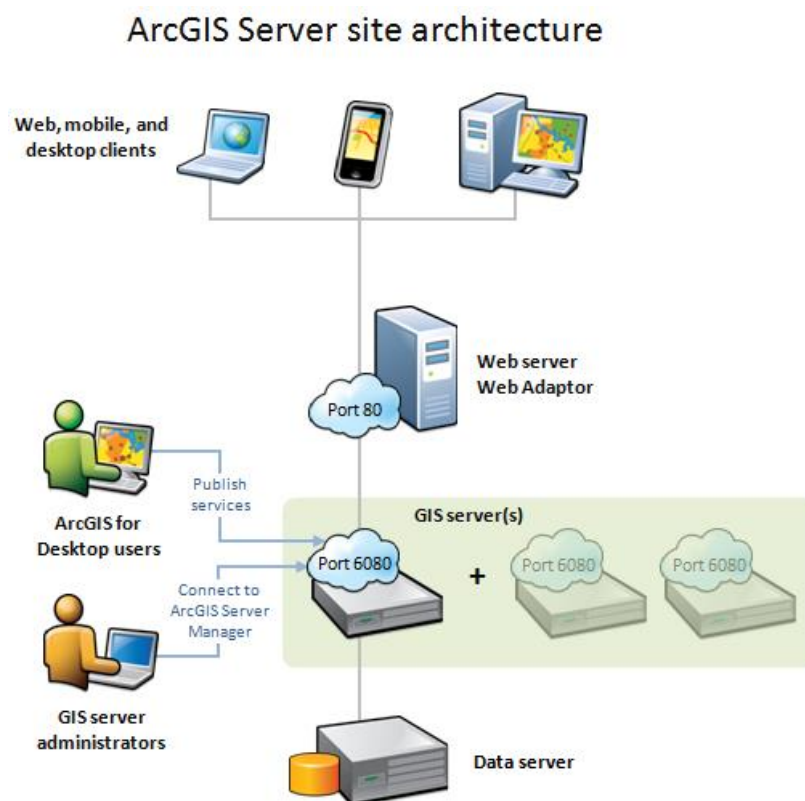 ArcGIS Server site architecture
Web, mobile, and
desktop clients
Web server
Web Adaptor
Port 80
Publish
services
ArcGIS for
Desktop users
GIS server(s)
Port 6080
+
Port 6080
Port 6080
Connect to
ArcGIS Server
Manager
GIS server
administrators
Data server